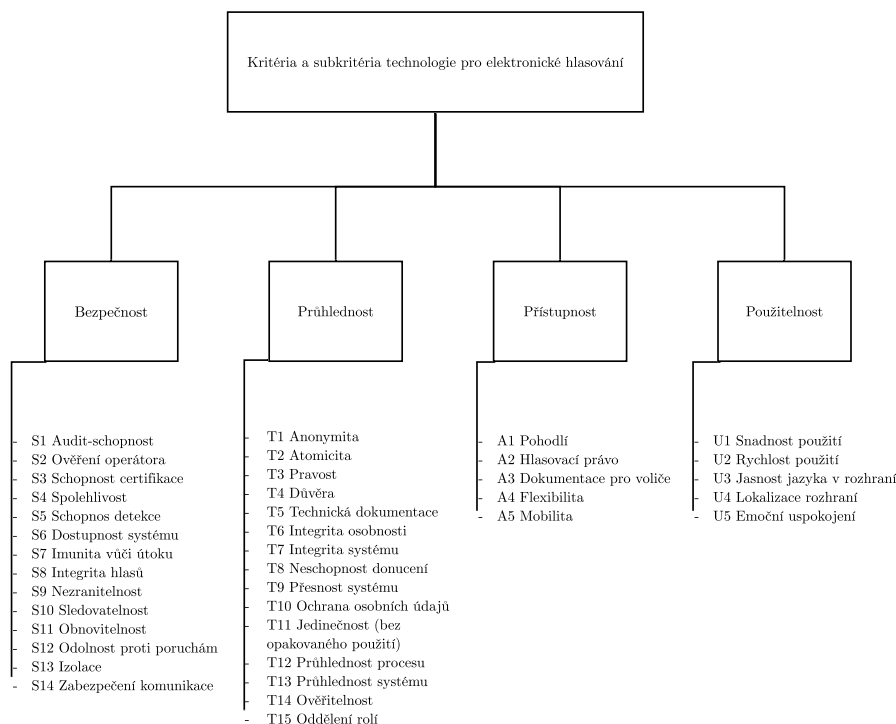 Kritéria a subkritéria technologie pro elektronické hlasování
Bezpečnost
Průhlednost
Přístupnost
Použitelnost
- S1 Audit-schopnost
- S2 Ověření operátora
- S3 Schopnost certifikace
- S4 Spolehlivost
- S5 Schopnos detekce
- S6 Dostupnost systému
- S7 Imunita vůči útoku
- S8 Integrita hlasů
- S9 Nezranitelnost
- S10 Sledovatelnost
- S11 Obnovitelnost
- S12 Odolnost proti poruchám
- S13 Izolace
- S14 Zabezpečení komunikace
- T1 Anonymita
- T2 Atomicita
- T3 Pravost
- T4 Důvěra
- T5 Technická dokumentace
- T6 Integrita osobnosti
- T7 Integrita systému
- T8 Neschopnost donucení
- T9 Přesnost systému
- T10 Ochrana osobních údajů
- T11 Jedinečnost (bez
opakovaného použití)
- T12 Průhlednost procesu
- T13 Průhlednost systému
- T14 Ověřitelnost
- T15 Oddělení rolí
- A1 Pohodlí
- A2 Hlasovací právo
- A3 Dokumentace pro voliče
- A4 Flexibilita
- A5 Mobilita
- U1 Snadnost použití
- U2 Rychlost použití
- U3 Jasnost jazyka v rozhraní
- U4 Lokalizace rozhraní
- U5 Emoční uspokojení